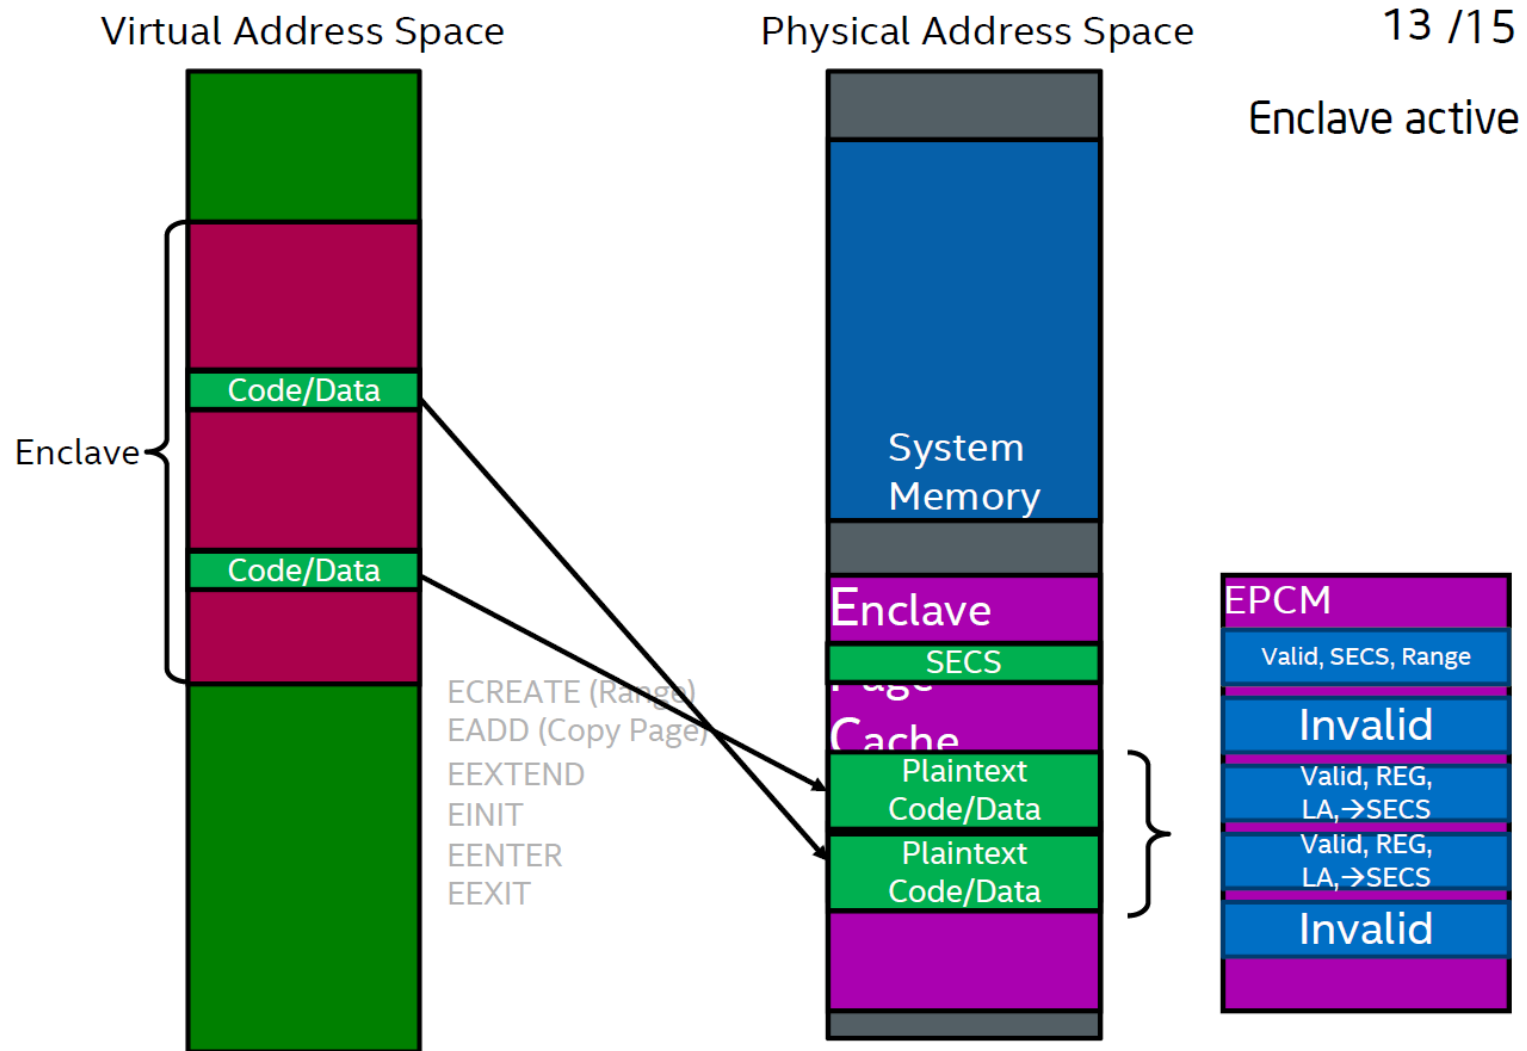 Virtual Address Space
Physical Address Space
13 /15
Enclave active
Enclave
Code/Data
Code/Data
ECREATE (Range)
EADD (Copy Page)
EEXTEND
EINIT
EENTER
EEXIT
System
Memory
Enclave
SECS
Page
Cache
Plaintext
Code/Data
Plaintext
Code/Data
EPCM
Valid, SECS, Range
Invalid
Valid, REG,
LA,→SECS
Valid, REG,
LA,→SECS
Invalid